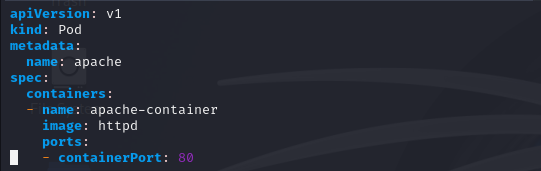 apiVersion: v1
kind: Pod
metadata:
  name: apache
spec:
  containers:
  - name: apache-container
    image: httpd
    ports:
    - containerPort: 80